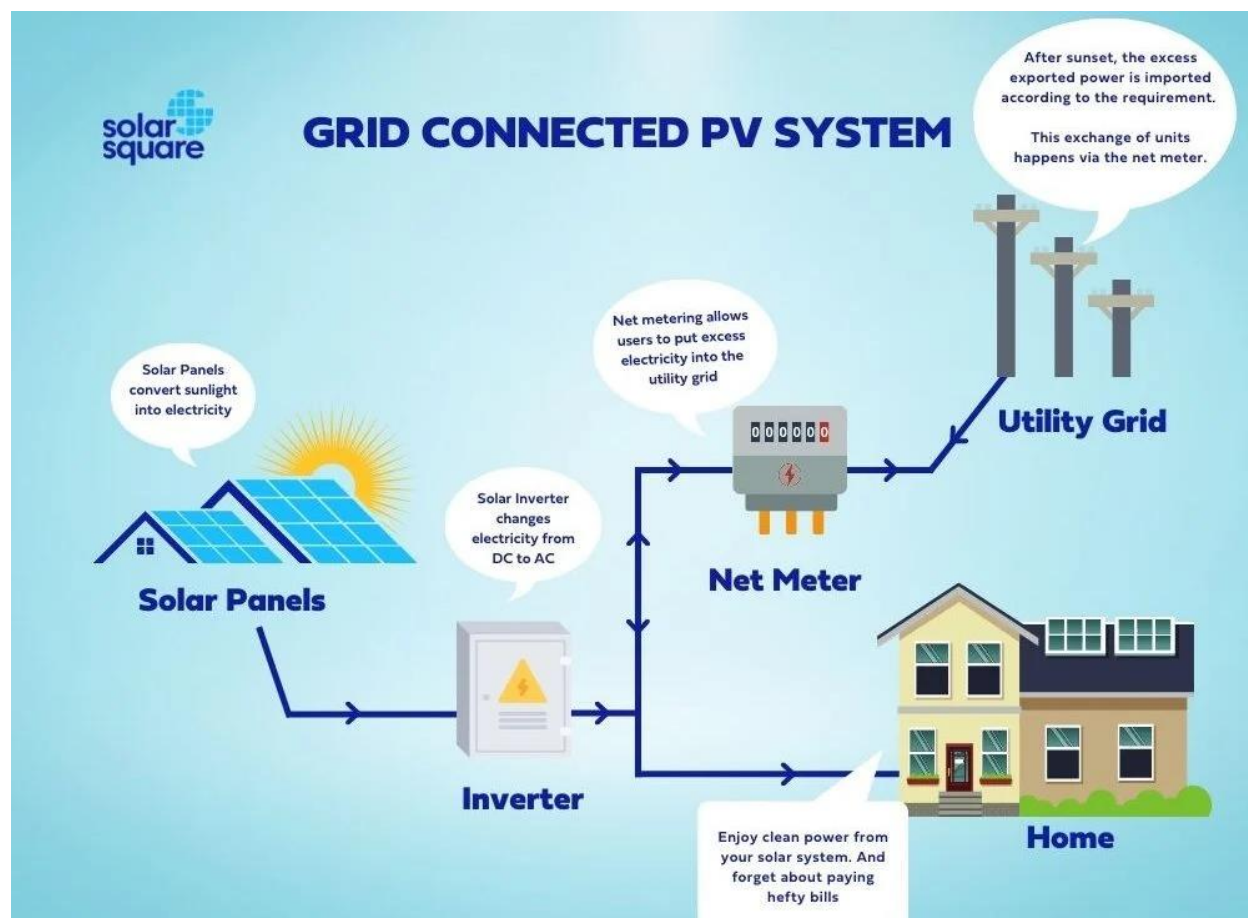 solar
square
GRID CONNECTED PV SYSTEM
After sunset, the excess
exported power is imported
according to the requirement.
This exchange of units
happens via the net meter.
Net metering allows
users to put excess
electricity into the
utility grid
Solar Panels
convert sunlight
into electricity
000000
Utility Grid
Solar Inverter
changes
electricity from
DC to AC
Net Meter
Solar Panels
Inverter
Home
Enjoy clean power from
your solar system. And
forget about paying
hefty bills